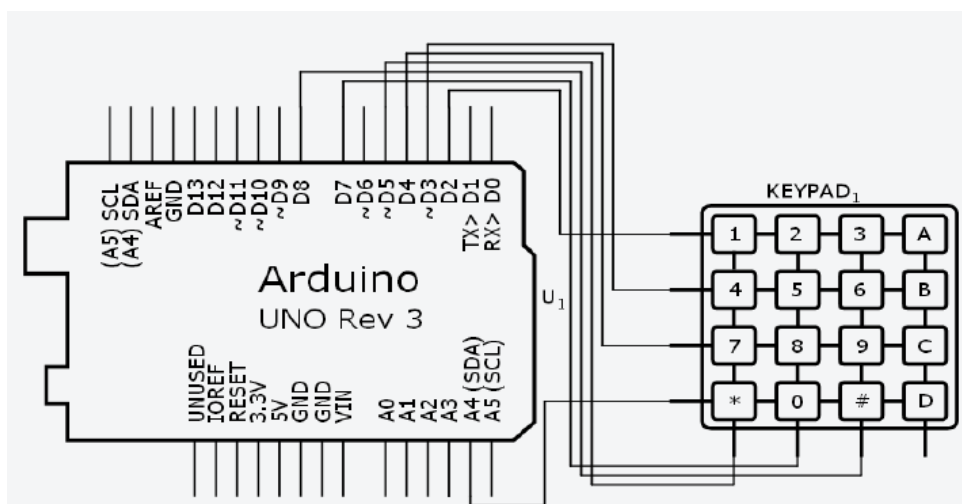 (A5) SCL
(A4) SDA
AREF
GND
D13
D12
~D11
~D10
~D9
D8
D7
~D6
~D5
D4
~D3
D2
TX> D1
RX> D0
Arduino
UNO Rev 3
U1
UNUSED
IOREF
RESET
3.3V
5V
GND
GND
VIN
A0
A1
A2
A3
A4 (SDA)
A5 (SCL)
KEYPAD1
1 2 3 A
4 5 6 B
7 8 9 C
* 0 # D